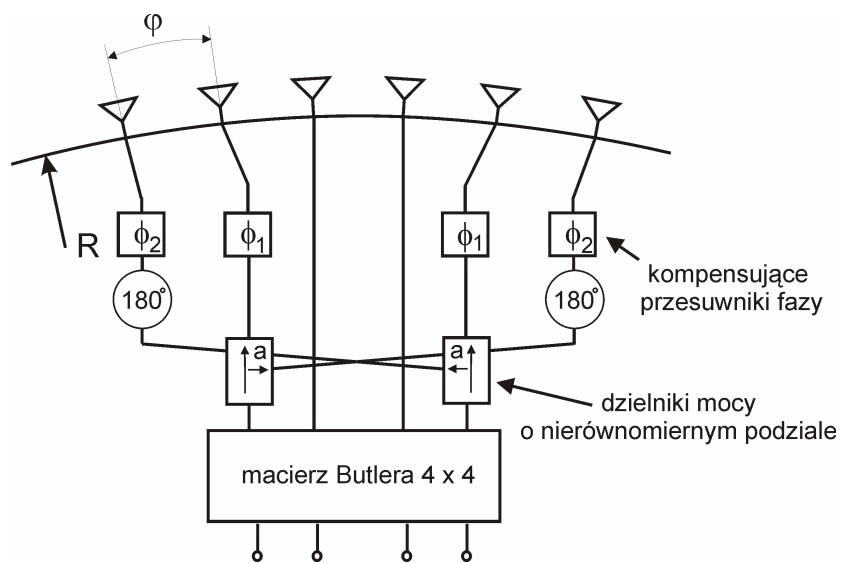 φ
R
ϕ2
ϕ1
ϕ1
ϕ2
180°
180°
kompensujące
przesuwniki fazy
a
a
dzielniki mocy
o nierównomiernym podziale
macierz Butlera 4 x 4